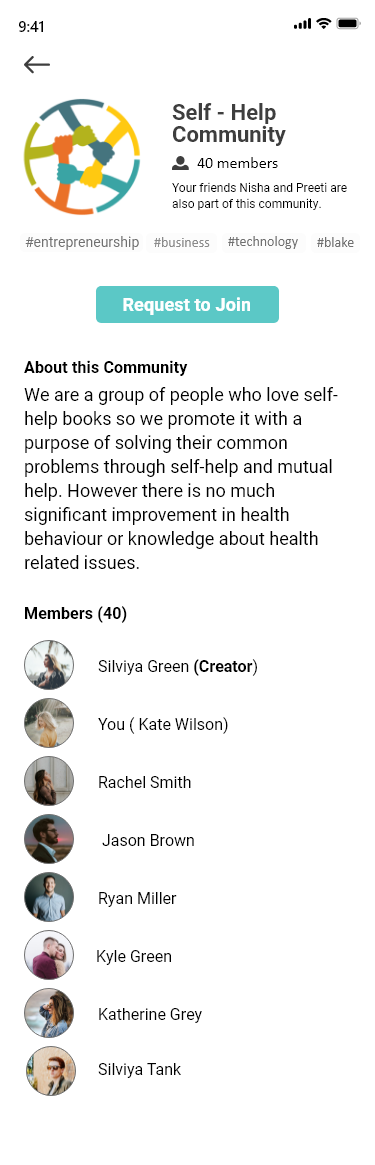 9:41
Self - Help
Community
40 members
Your friends Nisha and Preeti are
also part of this community.
#entrepreneurship #business #technology #blake
Request to Join
About this Community
We are a group of people who love self-
help books so we promote it with a
purpose of solving their common
problems through self-help and mutual
help. However there is no much
significant improvement in health
behaviour or knowledge about health
related issues.
Members (40)
Silviya Green (Creator)
You ( Kate Wilson)
Rachel Smith
Jason Brown
Ryan Miller
Kyle Green
Katherine Grey
Silviya Tank